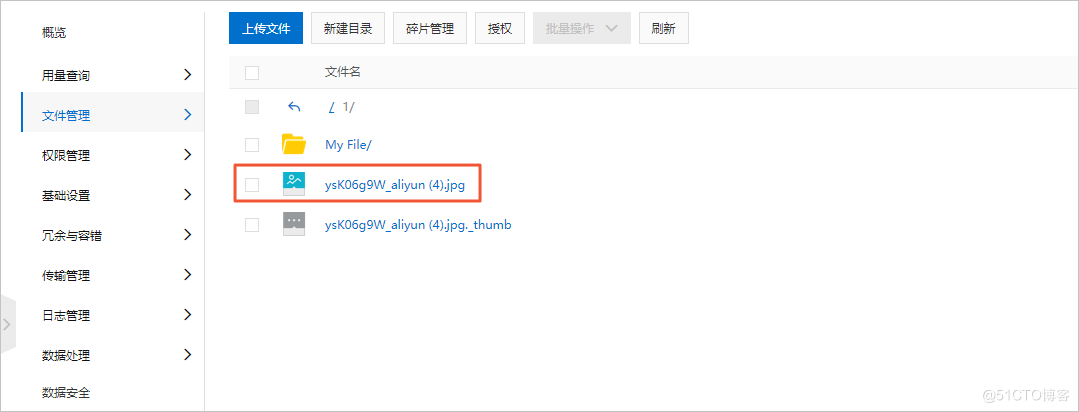 概览
用量查询
文件管理
权限管理
基础设置
冗余与容错
传输管理
日志管理
数据处理
数据安全
上传文件 新建目录 碎片管理 授权 批量操作 刷新
文件名
/ 1/
My File/
ysK06g9W_aliyun (4).jpg
ysK06g9W_aliyun (4).jpg._thumb
@51CTO博客